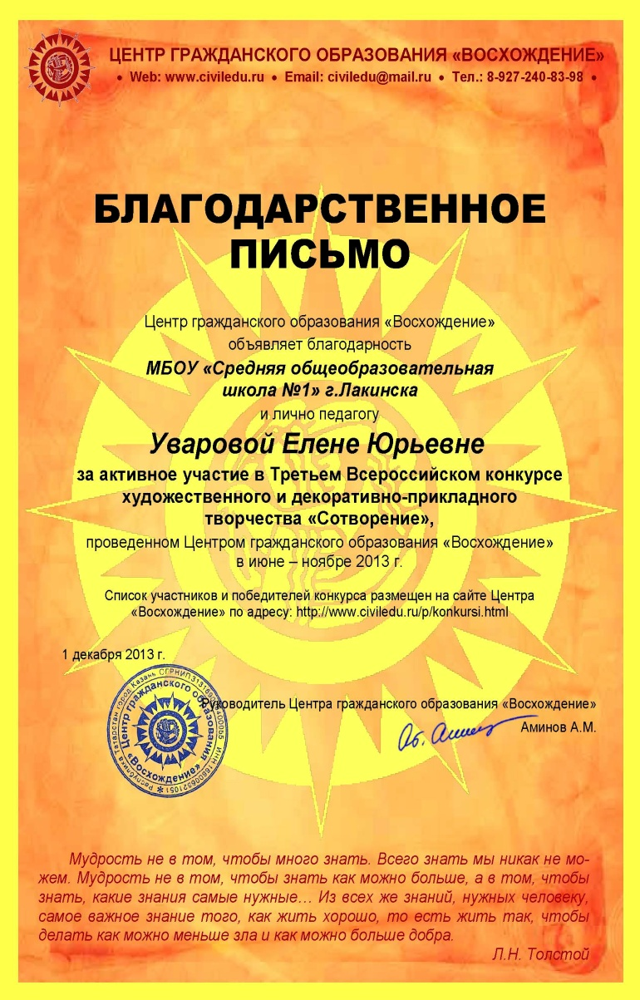 ЦЕНТР ГРАЖДАНСКОГО ОБРАЗОВАНИЯ «ВОСХОЖДЕНИЕ»
• Web: www.civiledu.ru • Email: civiledu@mail.ru • Тел.: 8-927-240-83-98 •
БЛАГОДАРСТВЕННОЕ
ПИСЬМО
Центр гражданского образования «Восхождение»
объявляет благодарность
МБОУ «Средняя общеобразовательная
школа №1» г.Лакинска
и лично педагогу
Уваровой Елене Юрьевне
за активное участие в Третьем Всероссийском конкурсе
художественного и декоративно-прикладного
творчества «Сотворение»,
проведенном Центром гражданского образования «Восхождение»
в июне – ноябре 2013 г.
Список участников и победителей конкурса размещен на сайте Центра
«Восхождение» по адресу: http://www.civiledu.ru/p/konkursi.html
1 декабря 2013 г.
Республика Татарстан город Казань ОГРНИП
Центр гражданского образования
«Восхождение»
Руководитель Центра гражданского образования «Восхождение»
Аминов А.М.
Мудрость не в том, чтобы много знать. Всего знать мы никак не мо-
жем. Мудрость не в том, чтобы знать как можно больше, а в том, чтобы
знать, какие знания самые нужные… Из всех же знаний, нужных человеку,
самое важное знание того, как жить хорошо, то есть жить так, чтобы
делать как можно меньше зла и как можно больше добра.
Л.Н. Толстой